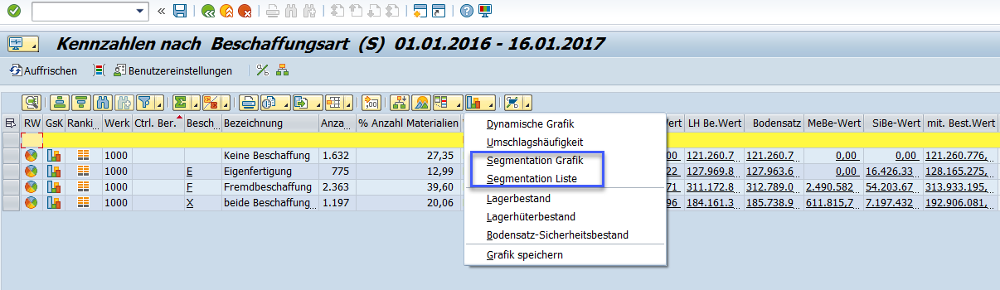 Kennzahlen nach Beschaffungsart (S) 01.01.2016 - 16.01.2017
Auffrischen Benutzereinstellungen
RW GsK Ranki... Werk Ctrl. Ber. Besch... Bezeichnung Anza... % Anzahl Materialien Wert LH Be.Wert Bodensatz MeBe-Wert SiBe-Wert mit. Best.Wert
1000 Keine Beschaffung 1.632 27,35 00 121.260.7... 121.260.7... 0,00 0,00 121.260.776,...
1000 E Eigenfertigung 775 12,99 22 127.969.8... 127.963.6... 0,00 16.426.33... 128.165.275,...
1000 F Fremdbeschaffung 2.363 39,60 71 311.172.8... 312.789.0... 2.490.582... 54.203.67... 313.933.195,...
1000 X beide Beschaffung... 1.197 20,06 96 184.161.3... 185.738.9... 611.815,7... 7.197.432... 192.906.081,...
Dynamische Grafik
Umschlagshäufigkeit
Segmentation Grafik
Segmentation Liste
Lagerbestand
Lagerhüterbestand
Bodensatz-Sicherheitsbestand
Grafik speichern